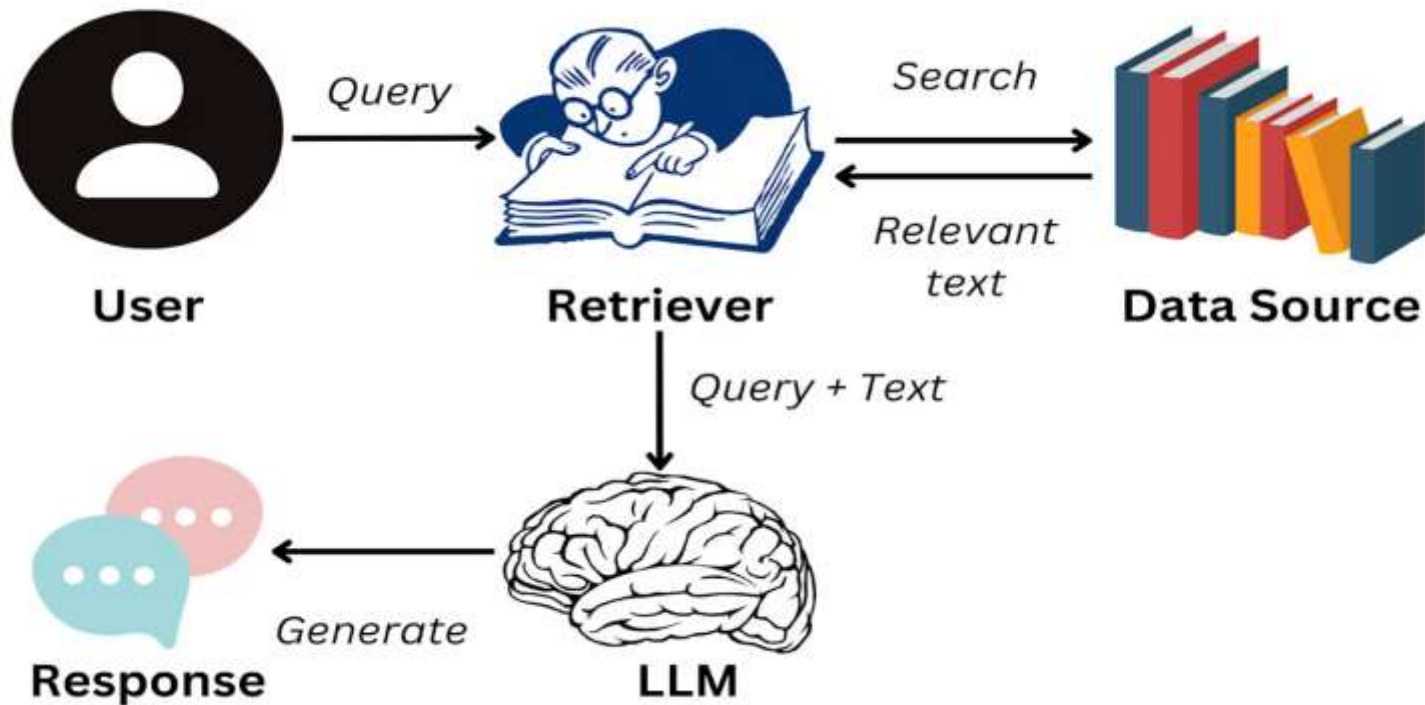 Query
Search
Relevant
text
User
Retriever
Data Source
Query + Text
Generate
Response
LLM